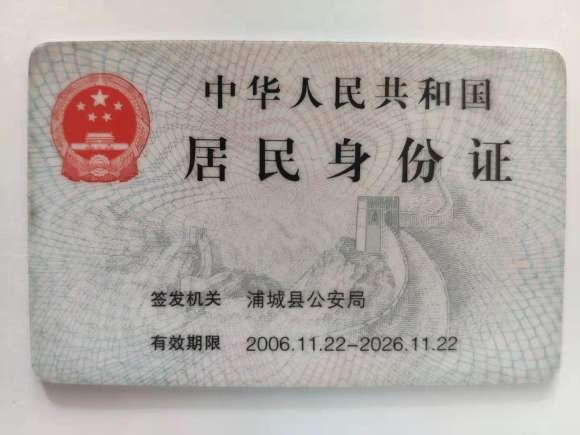 中华人民共和国
居民身份证
签发机关 浦城县公安局
有效期限 2006.11.22-2026.11.22